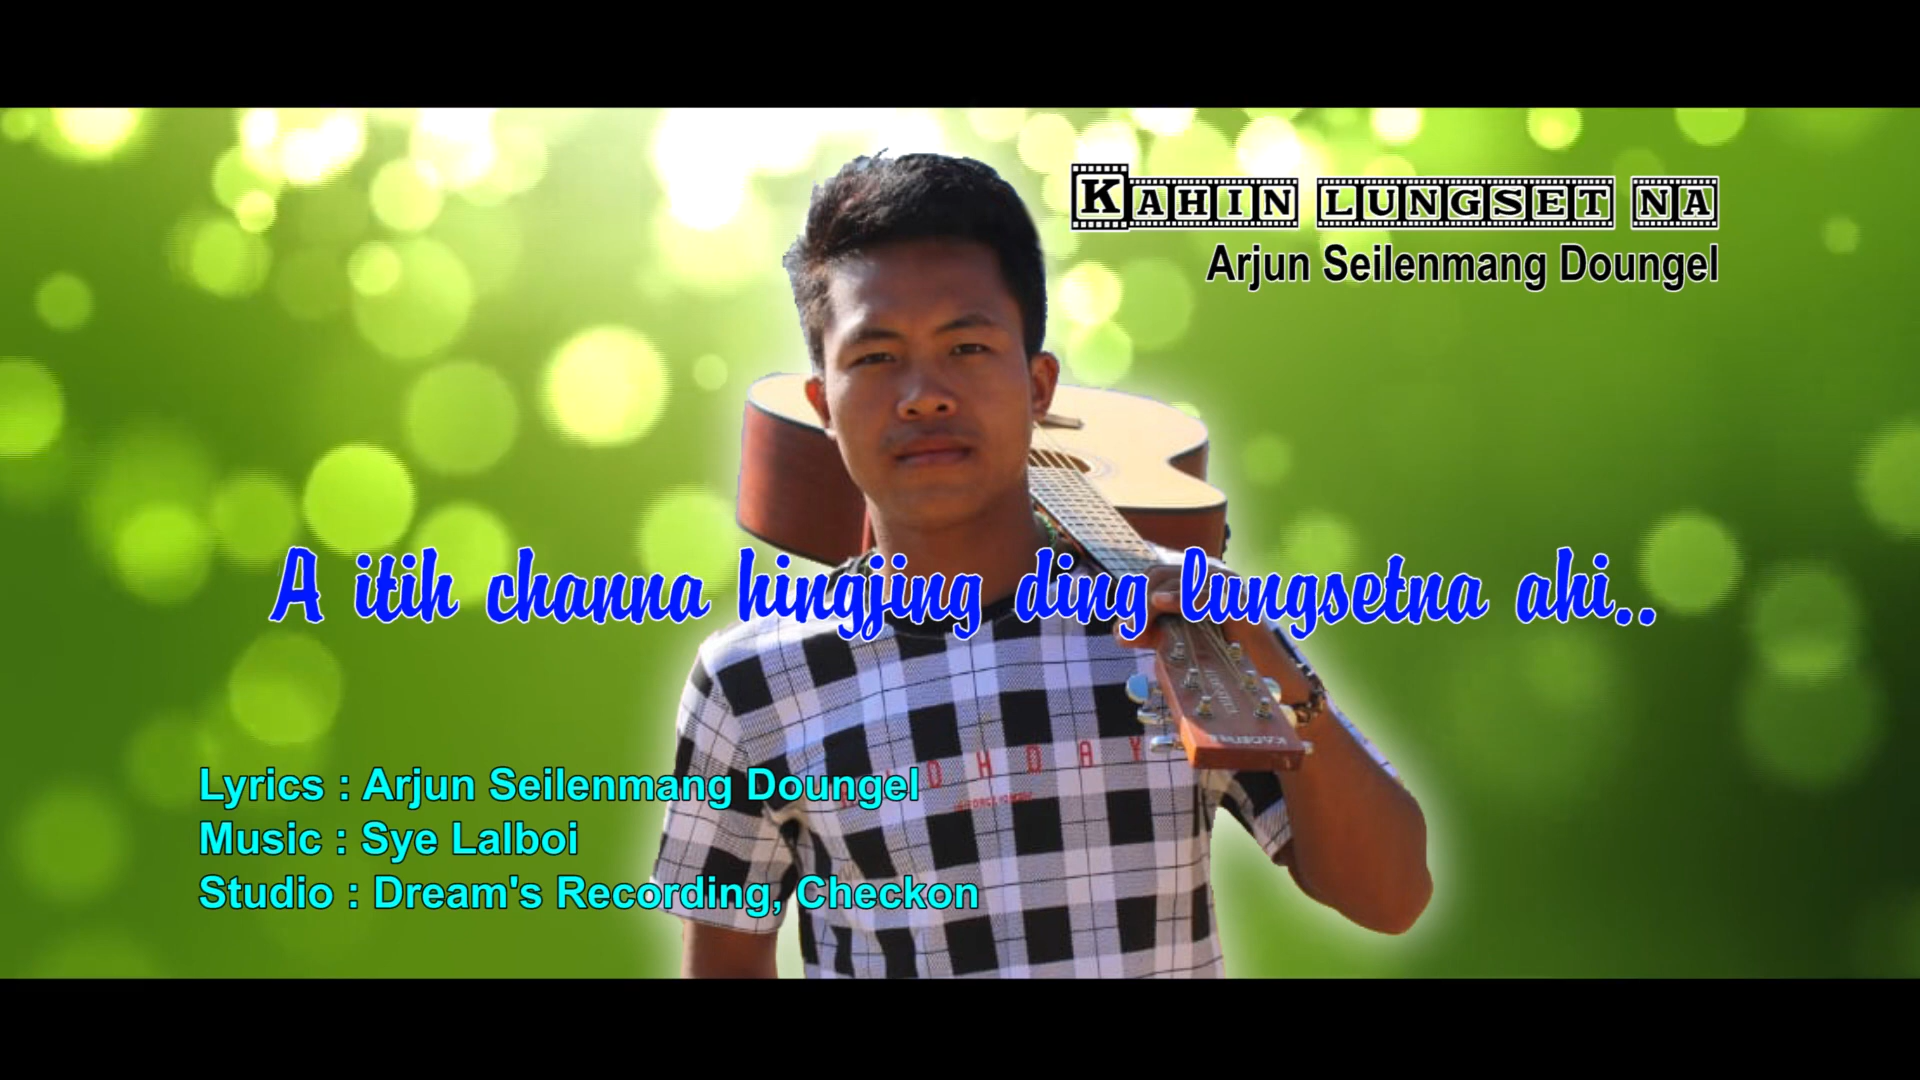 Kahin lungset na
Arjun Seilenmang Doungel
A itih channa hingjing ding lungsetna ahi..
OHDAY
Lyrics : Arjun Seilenmang Doungel
Music : Sye Lalboi
Studio : Dream's Recording, Checkon